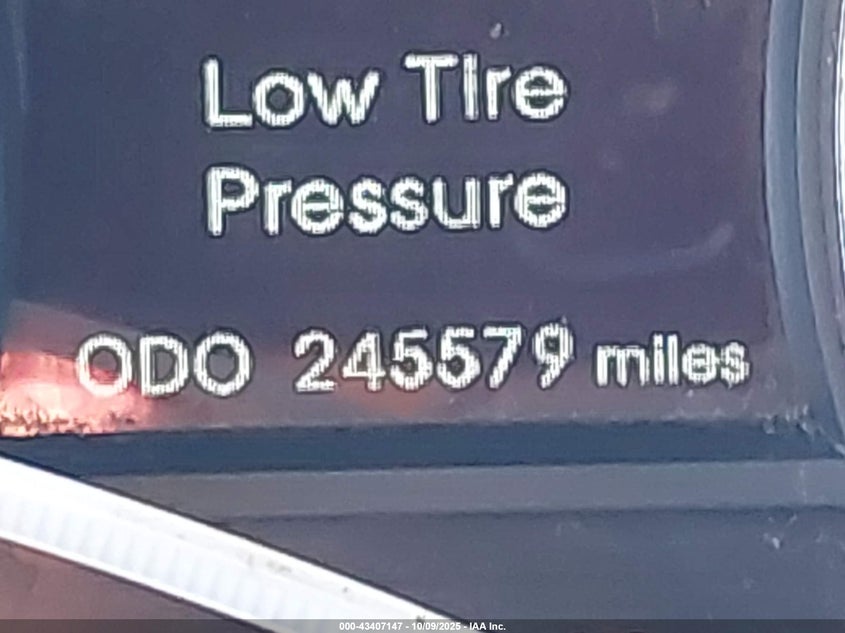 Low Tire
Pressure
ODO 245579 miles
000-43407147 - 10/09/2025 - IAA Inc.